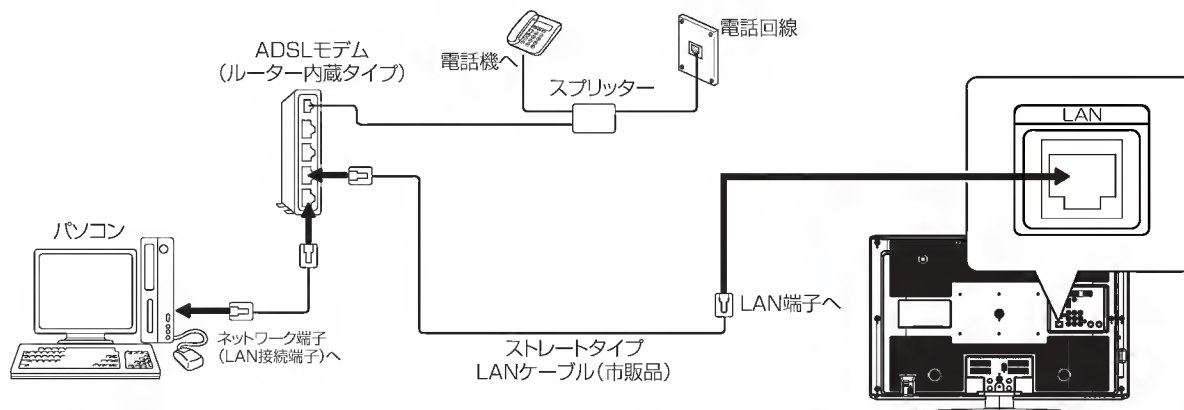 ADSLモデム
（ルーター内蔵タイプ）
電話機へ
電話回線
スプリッター
LAN
パソコン
ネットワーク端子
（LAN接続端子）へ
LAN端子へ
ストレートタイプ
LANケーブル（市販品）